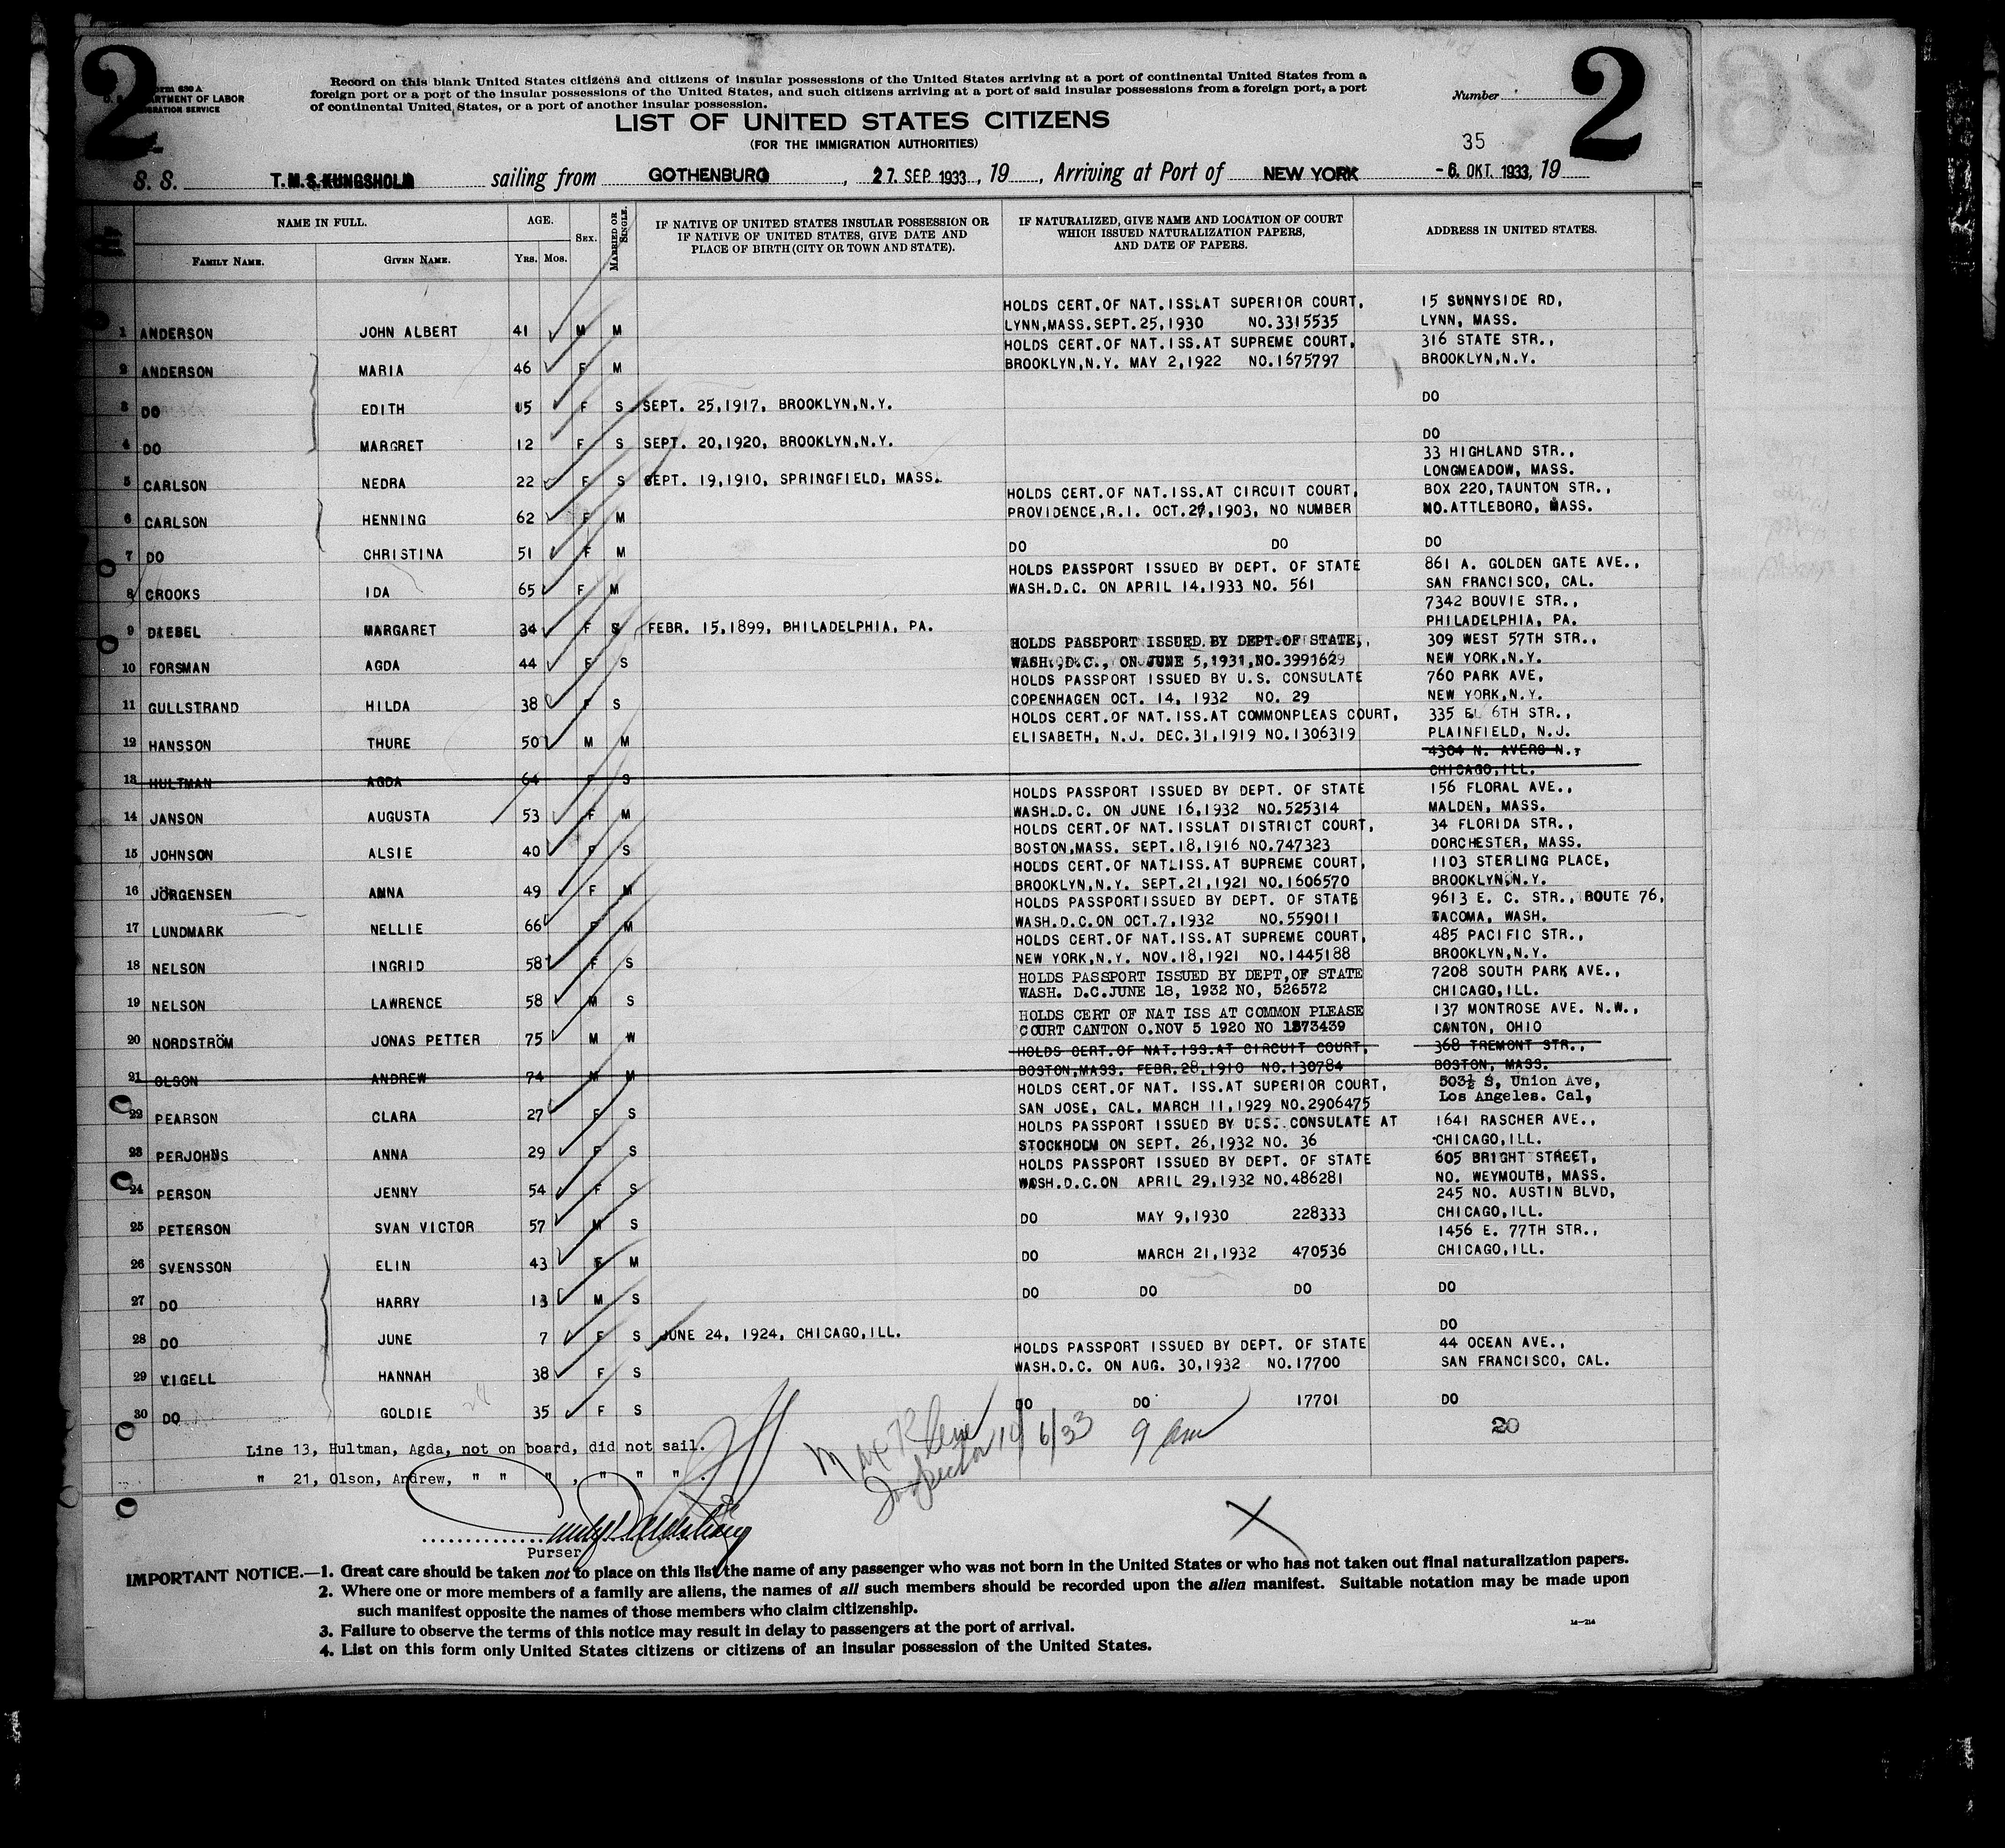 2 2
Form 630 A
U. S. DEPARTMENT OF LABOR
IMMIGRATION SERVICE
Record on this blank United States citizens and citizens of insular possessions of the United States arriving at a port of continental United States from a
foreign port or a port of the insular possessions of the United States, and such citizens arriving at a port of said insular possessions from a foreign port, a port
of continental United States, or a port of another insular possession.
Number
LIST OF UNITED STATES CITIZENS
(FOR THE IMMIGRATION AUTHORITIES)
35
S. S. T.M.S.KUNGSHOLM sailing from GOTHENBURG, 27. SEP. 1933, 19, Arriving at Port of NEW YORK -6. OKT. 1933, 19
NAME IN FULL. AGE. SEX. MARRIED OR SINGLE. IF NATIVE OF UNITED STATES INSULAR POSSESSION OR IF NATIVE OF UNITED STATES, GIVE DATE AND PLACE OF BIRTH (CITY OR TOWN AND STATE). IF NATURALIZED, GIVE NAME AND LOCATION OF COURT WHICH ISSUED NATURALIZATION PAPERS, AND DATE OF PAPERS. ADDRESS IN UNITED STATES.
FAMILY NAME. GIVEN NAME. YRS. MOS.
HOLDS CERT.OF NAT.ISS.AT SUPERIOR COURT, 15 SUNNYSIDE RD,
1 ANDERSON JOHN ALBERT 41 M M LYNN,MASS.SEPT.25,1930 NO.3315535 LYNN, MASS.
HOLDS CERT.OF NAT.ISS.AT SUPREME COURT, 316 STATE STR.,
2 ANDERSON MARIA 46 F M BROOKLYN,N.Y. MAY 2,1922 NO.1675797 BROOKLYN,N.Y.
3 DO EDITH 15 F S SEPT. 25,1917, BROOKLYN,N.Y. DO
4 DO MARGRET 12 F S SEPT. 20,1920, BROOKLYN,N.Y. DO
33 HIGHLAND STR.,
5 CARLSON NEDRA 22 F S SEPT. 19,1910, SPRINGFIELD, MASS. LONGMEADOW, MASS.
HOLDS CERT.OF NAT.ISS.AT CIRCUIT COURT, BOX 220,TAUNTON STR.,
6 CARLSON HENNING 62 F M PROVIDENCE,R.I. OCT.27,1903, NO NUMBER NO.ATTLEBORO, MASS.
7 DO CHRISTINA 51 F M DO DO DO
HOLDS PASSPORT ISSUED BY DEPT. OF STATE 861 A. GOLDEN GATE AVE.,
8 CROOKS IDA 65 F M WASH.D.C. ON APRIL 14,1933 NO. 561 SAN FRANCISCO, CAL.
7342 BOUVIE STR.,
9 DIEBEL MARGARET 34 F S FEBR. 15,1899, PHILADELPHIA, PA. PHILADELPHIA, PA.
HOLDS PASSPORT ISSUED BY DEPT.OF STATE, 309 WEST 57TH STR.,
10 FORSMAN AGDA 44 F S WASH.,D.C., ON JUNE 5,1931,NO.3991629 NEW YORK,N.Y.
HOLDS PASSPORT ISSUED BY U.S. CONSULATE 760 PARK AVE,
11 GULLSTRAND HILDA 38 F S COPENHAGEN OCT. 14, 1932 NO. 29 NEW YORK,N.Y.
HOLDS CERT.OF NAT.ISS.AT COMMONPLEAS COURT, 335 E. 6TH STR.,
12 HANSSON THURE 50 M M ELISABETH, N.J. DEC.31,1919 NO.1306319 PLAINFIELD, N.J.
4304 N. AVERS N.,
13 HULTMAN AGDA 64 F S CHICAGO,ILL.
HOLDS PASSPORT ISSUED BY DEPT. OF STATE 156 FLORAL AVE.,
14 JANSON AUGUSTA 53 F M WASH.D.C. ON JUNE 16,1932 NO.525314 MALDEN, MASS.
HOLDS CERT.OF NAT.ISSLAT DISTRICT COURT, 34 FLORIDA STR.,
15 JOHNSON ALSIE 40 F S BOSTON,MASS. SEPT.18,1916 NO.747323 DORCHESTER, MASS.
HOLDS CERT.OF NATLISS.AT SUPREME COURT, 1103 STERLING PLACE,
16 JÖRGENSEN ANNA 49 F M BROOKLYN,N.Y. SEPT.21,1921 NO.1606570 BROOKLYN,N.Y.
HOLDS PASSPORTISSUED BY DEPT. OF STATE 9613 E. C. STR., ROUTE 76,
17 LUNDMARK NELLIE 66 F M WASH.D.C.ON OCT.7,1932 NO.559011 TACOMA, WASH.
HOLDS CERT.OF NAT.ISS.AT SUPREME COURT, 485 PACIFIC STR.,
18 NELSON INGRID 58 F S NEW YORK,N.Y. NOV.18,1921 NO.1445188 BROOKLYN,N.Y.
HOLDS PASSPORT ISSUED BY DEPT,OF STATE 7208 SOUTH PARK AVE.,
19 NELSON LAWRENCE 58 M S WASH. D.C.JUNE 18, 1932 NO, 526572 CHICAGO,ILL.
HOLDS CERT OF NAT ISS AT COMMON PLEASE 137 MONTROSE AVE. N.W.,
20 NORDSTRÖM JONAS PETTER 75 M W COURT CANTON O.NOV 5 1920 NO 1373439 CANTON, OHIO
HOLDS CERT.OF NAT.ISS.AT CIRCUIT COURT, 368 TREMONT STR.,
21 OLSON ANDREW 74 M M BOSTON,MASS. FEBR.28,1910 NO.130784 BOSTON, MASS.
HOLDS CERT.OF NAT. ISS.AT SUPERIOR COURT, 503½ S, Union Ave,
22 PEARSON CLARA 27 F S SAN JOSE, CAL. MARCH 11,1929 NO.2906475 Los Angeles. Cal,
HOLDS PASSPORT ISSUED BY U.S. CONSULATE AT 1641 RASCHER AVE.,
23 PERJOHNS ANNA 29 F S STOCKHOLM ON SEPT. 26,1932 NO. 36 CHICAGO,ILL.
HOLDS PASSPORT ISSUED BY DEPT. OF STATE 605 BRIGHT STREET,
24 PERSON JENNY 54 F S WASH.D.C.ON APRIL 29,1932 NO.486281 NO. WEYMOUTH, MASS.
245 NO. AUSTIN BLVD,
25 PETERSON SVAN VICTOR 57 M S DO MAY 9,1930 228333 CHICAGO,ILL.
1456 E. 77TH STR.,
26 SVENSSON ELIN 43 F M DO MARCH 21,1932 470536 CHICAGO,ILL.
27 DO HARRY 13 M S DO DO DO DO
28 DO JUNE 7 F S JUNE 24, 1924, CHICAGO,ILL. DO
HOLDS PASSPORT ISSUED BY DEPT. OF STATE 44 OCEAN AVE.,
29 VIGELL HANNAH 38 F S WASH.D.C. ON AUG. 30,1932 NO.17700 SAN FRANCISCO, CAL.
30 DO GOLDIE 35 F S DO DO 17701 DO
20
Line 13, Hultman, Agda, not on board, did not sail.
" 21, Olson, Andrew, " " " , " " " .
Inspector 10/6/33 9 am
Purser
IMPORTANT NOTICE.—1. Great care should be taken not to place on this list the name of any passenger who was not born in the United States or who has not taken out final naturalization papers.
2. Where one or more members of a family are aliens, the names of all such members should be recorded upon the alien manifest. Suitable notation may be made upon
such manifest opposite the names of those members who claim citizenship.
3. Failure to observe the terms of this notice may result in delay to passengers at the port of arrival.
4. List on this form only United States citizens or citizens of an insular possession of the United States.
14—214